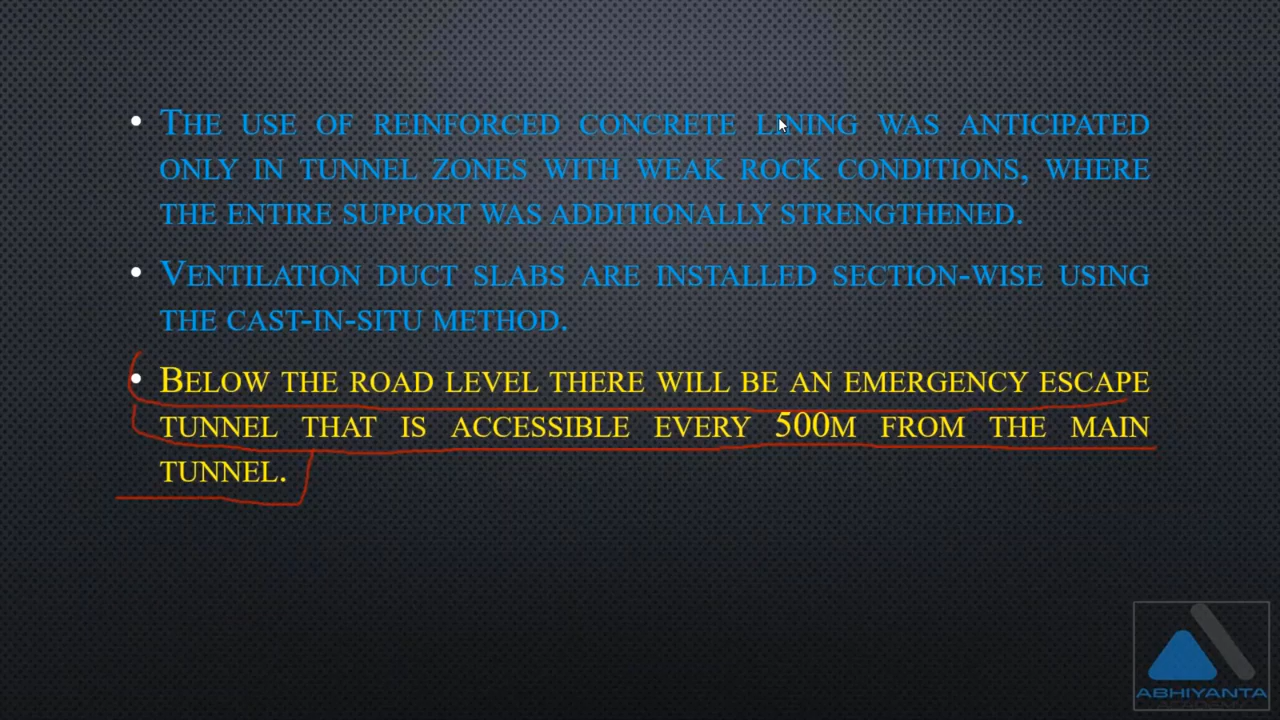 • The use of reinforced concrete lining was anticipated
only in tunnel zones with weak rock conditions, where
the entire support was additionally strengthened.
• Ventilation duct slabs are installed section-wise using
the cast-in-situ method.
• Below the road level there will be an emergency escape
tunnel that is accessible every 500m from the main
tunnel.
ABHIYANTA
ACADEMY